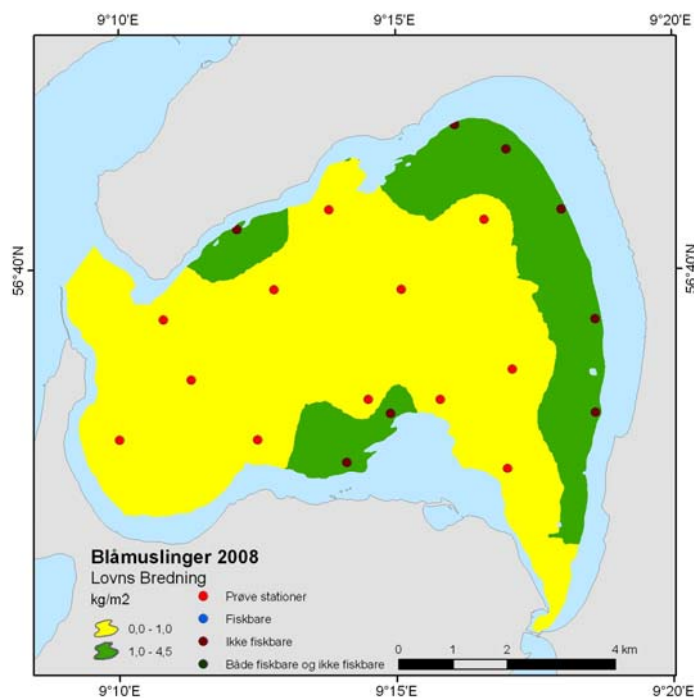 9°10'E 9°15'E 9°20'E
56°40'N 56°40'N
Blåmuslinger 2008
Lovns Bredning
kg/m2
0,0 - 1,0
1,0 - 4,5
Prøve stationer
Fiskbare
Ikke fiskbare
Både fiskbare og ikke fiskbare
0 1 2 4 km
9°10'E 9°15'E 9°20'E